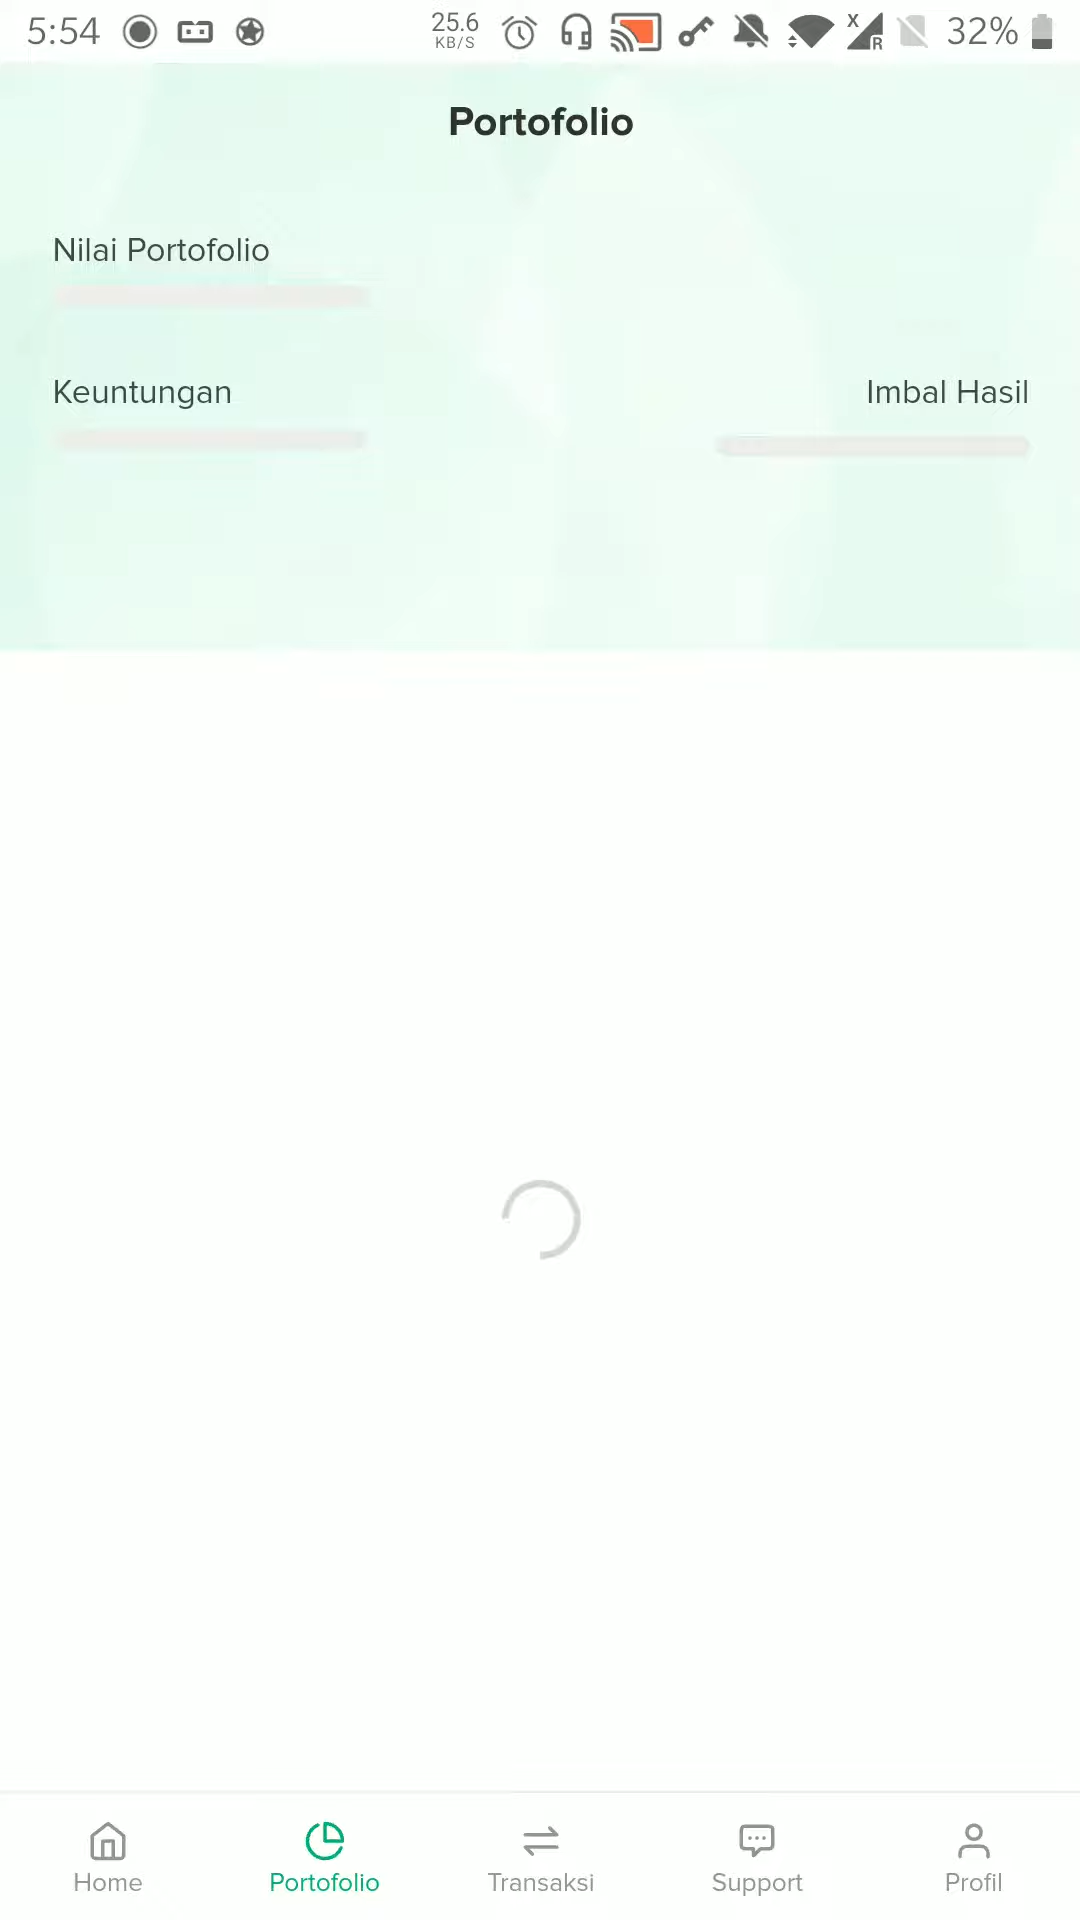 5:54
25.6
KB/S
X
R
32%
Portofolio
Nilai Portofolio
Keuntungan
Imbal Hasil
Home
Portofolio
Transaksi
Support
Profil